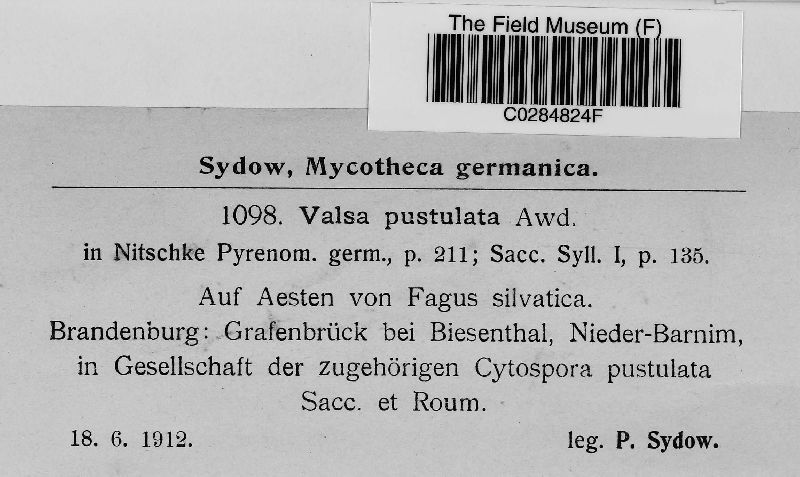 The Field Museum (F)
C0284824F
Sydow, Mycotheca germanica.
1098. Valsa pustulata Awd.
in Nitschke Pyrenom. germ., p. 211; Sacc. Syll. I, p. 135.
Auf Aesten von Fagus silvatica.
Brandenburg: Grafenbrück bei Biesenthal, Nieder-Barnim,
in Gesellschaft der zugehörigen Cytospora pustulata
Sacc. et Roum.
18. 6. 1912. leg. P. Sydow.